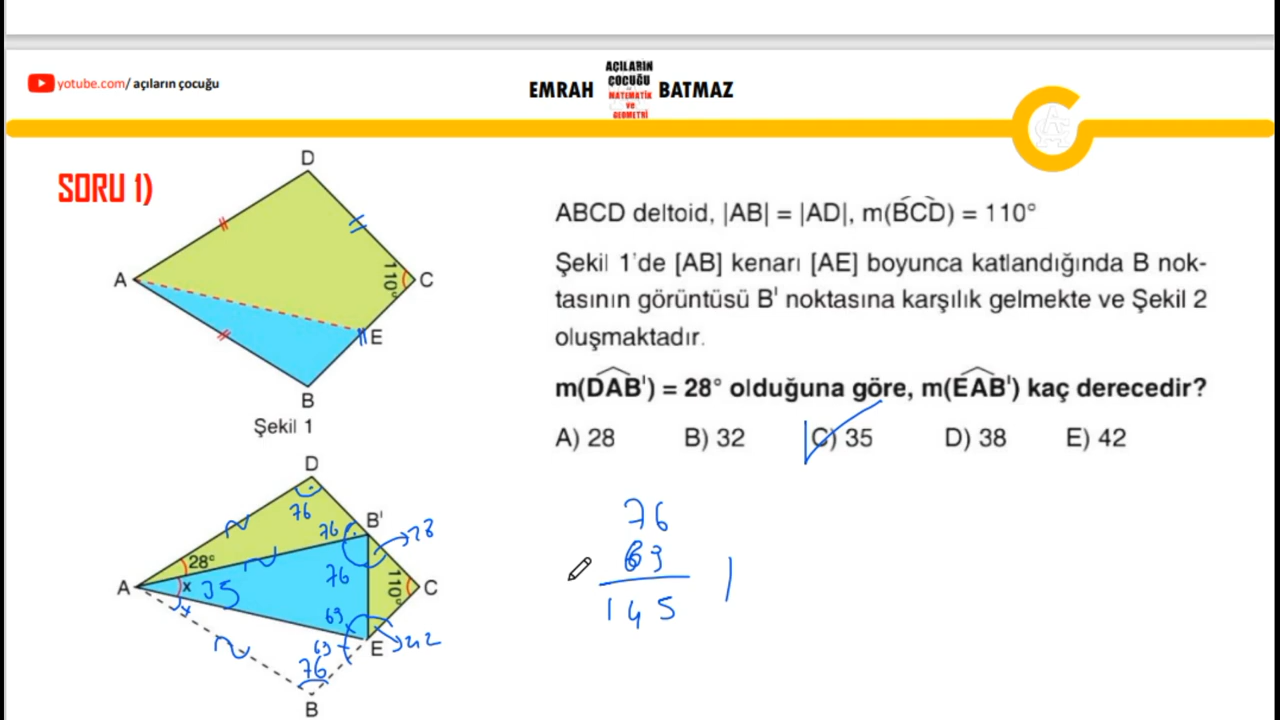 yotube.com/ açıların çocuğu
EMRAH
AÇILARIN
ÇOCUĞU
MATEMATİK
ve
GEOMETRİ
BATMAZ
SORU 1)
D
A
110°
C
E
B
Şekil 1
ABCD deltoid, |AB| = |AD|, m(BCD) = 110°
Şekil 1'de [AB] kenarı [AE] boyunca katlandığında B nok-
tasının görüntüsü B' noktasına karşılık gelmekte ve Şekil 2
oluşmaktadır.
m(DAB') = 28° olduğuna göre, m(EAB') kaç derecedir?
A) 28 B) 32 C) 35 D) 38 E) 42
D
76
B'
76
28
28°
A
x
35
x
76
110°
C
69
69
E
42
76
B
76
69
145